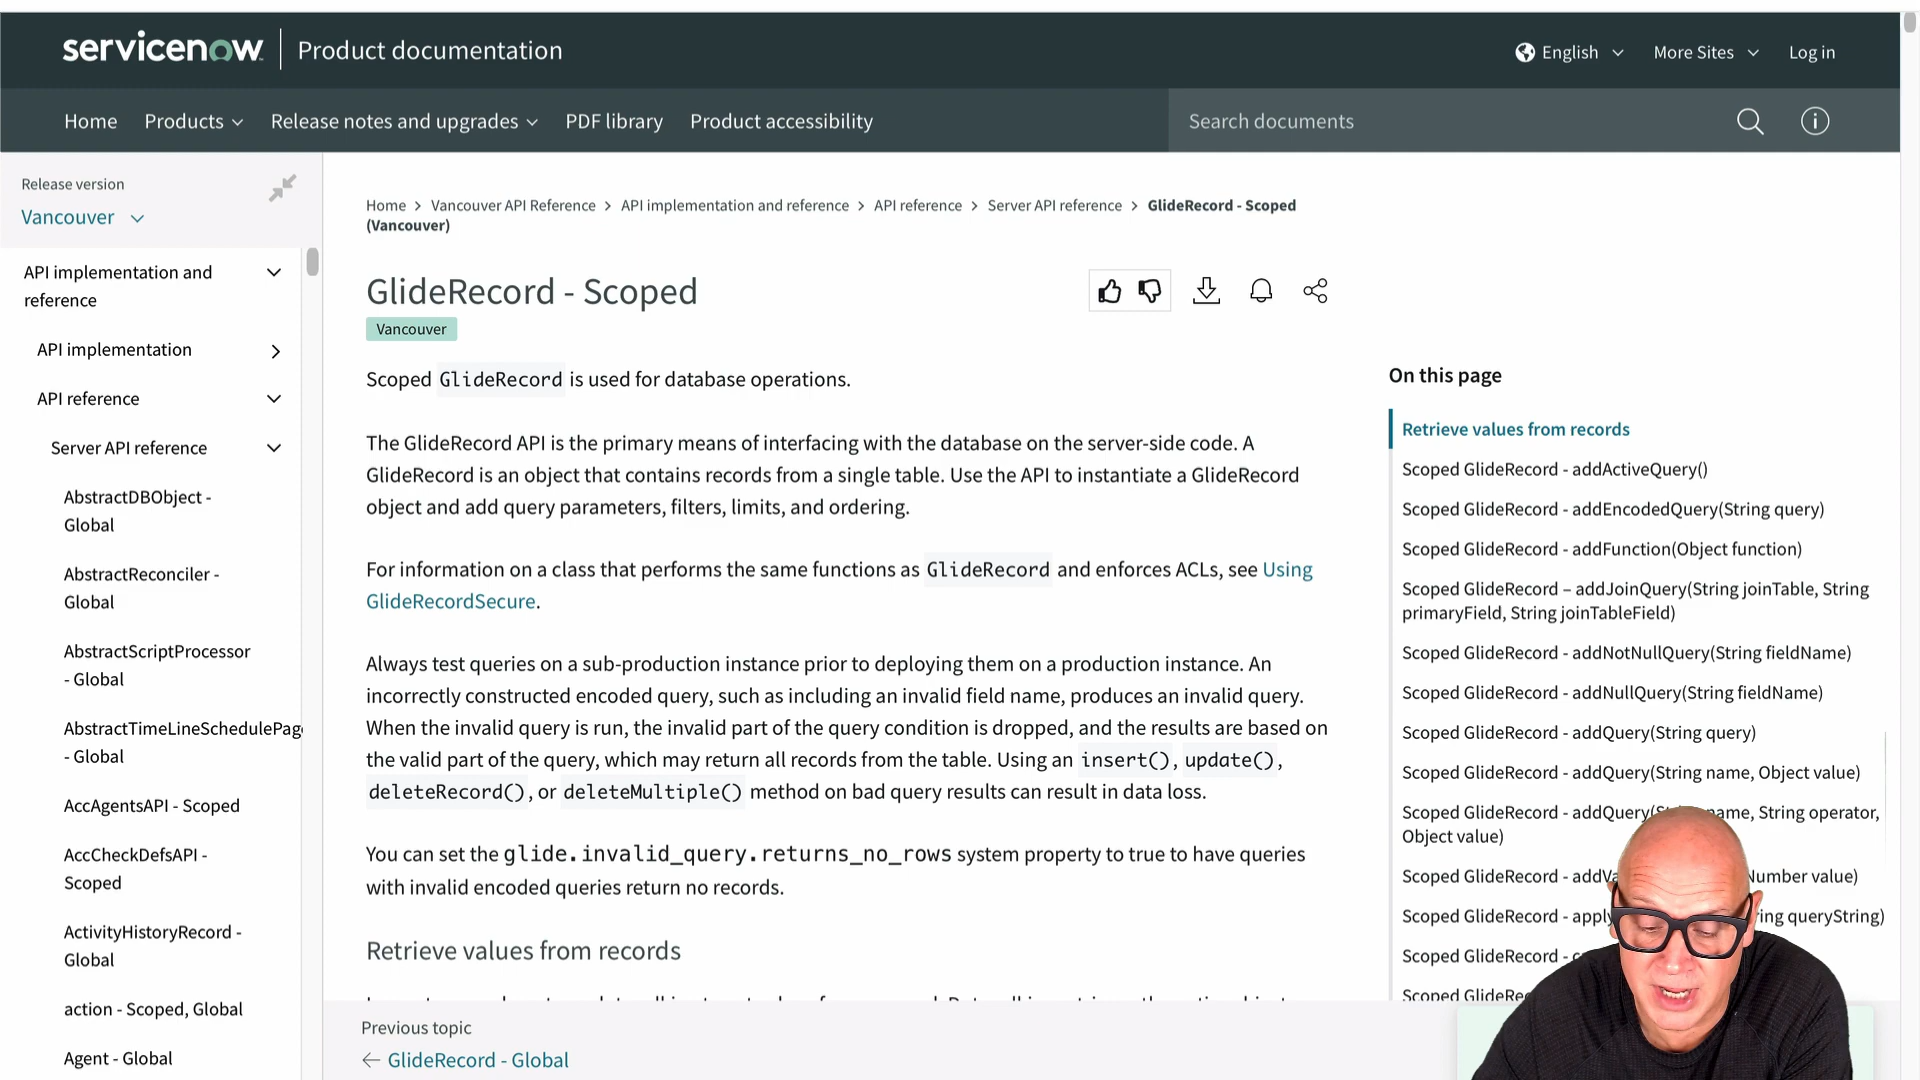 servicenow
Product documentation
English
More Sites
Log in
Home
Products
Release notes and upgrades
PDF library
Product accessibility
Search documents
Release version
Vancouver
API implementation and
reference
API implementation
API reference
Server API reference
AbstractDBObject -
Global
AbstractReconciler -
Global
AbstractScriptProcessor
- Global
AbstractTimeLineSchedulePage
- Global
AccAgentsAPI - Scoped
AccCheckDefsAPI -
Scoped
ActivityHistoryRecord -
Global
action - Scoped, Global
Agent - Global
Home > Vancouver API Reference > API implementation and reference > API reference > Server API reference > GlideRecord - Scoped
(Vancouver)
GlideRecord - Scoped
Vancouver
Scoped GlideRecord is used for database operations.
The GlideRecord API is the primary means of interfacing with the database on the server-side code. A
GlideRecord is an object that contains records from a single table. Use the API to instantiate a GlideRecord
object and add query parameters, filters, limits, and ordering.
For information on a class that performs the same functions as GlideRecord and enforces ACLs, see Using
GlideRecordSecure.
Always test queries on a sub-production instance prior to deploying them on a production instance. An
incorrectly constructed encoded query, such as including an invalid field name, produces an invalid query.
When the invalid query is run, the invalid part of the query condition is dropped, and the results are based on
the valid part of the query, which may return all records from the table. Using an insert(), update(),
deleteRecord(), or deleteMultiple() method on bad query results can result in data loss.
You can set the glide.invalid_query.returns_no_rows system property to true to have queries
with invalid encoded queries return no records.
Retrieve values from records
Previous topic
← GlideRecord - Global
On this page
Retrieve values from records
Scoped GlideRecord - addActiveQuery()
Scoped GlideRecord - addEncodedQuery(String query)
Scoped GlideRecord - addFunction(Object function)
Scoped GlideRecord – addJoinQuery(String joinTable, String
primaryField, String joinTableField)
Scoped GlideRecord - addNotNullQuery(String fieldName)
Scoped GlideRecord - addNullQuery(String fieldName)
Scoped GlideRecord - addQuery(String query)
Scoped GlideRecord - addQuery(String name, Object value)
Scoped GlideRecord - addQuery(String name, String operator,
Object value)
Scoped GlideRecord - addVa Number value)
Scoped GlideRecord - apply ring queryString)
Scoped GlideRecord -
Scoped